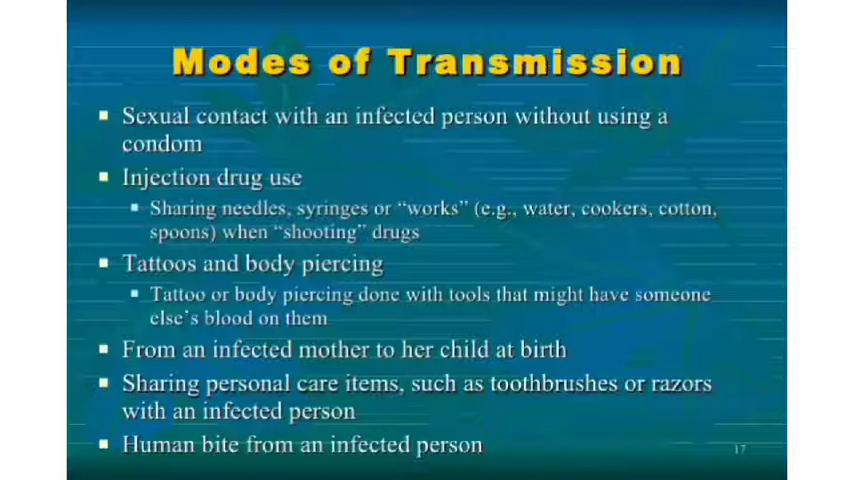 Modes of Transmission
Sexual contact with an infected person without using a
condom
Injection drug use
Sharing needles, syringes or “works” (e.g., water, cookers, cotton,
spoons) when “shooting” drugs
Tattoos and body piercing
Tattoo or body piercing done with tools that might have someone
else’s blood on them
From an infected mother to her child at birth
Sharing personal care items, such as toothbrushes or razors
with an infected person
Human bite from an infected person
17